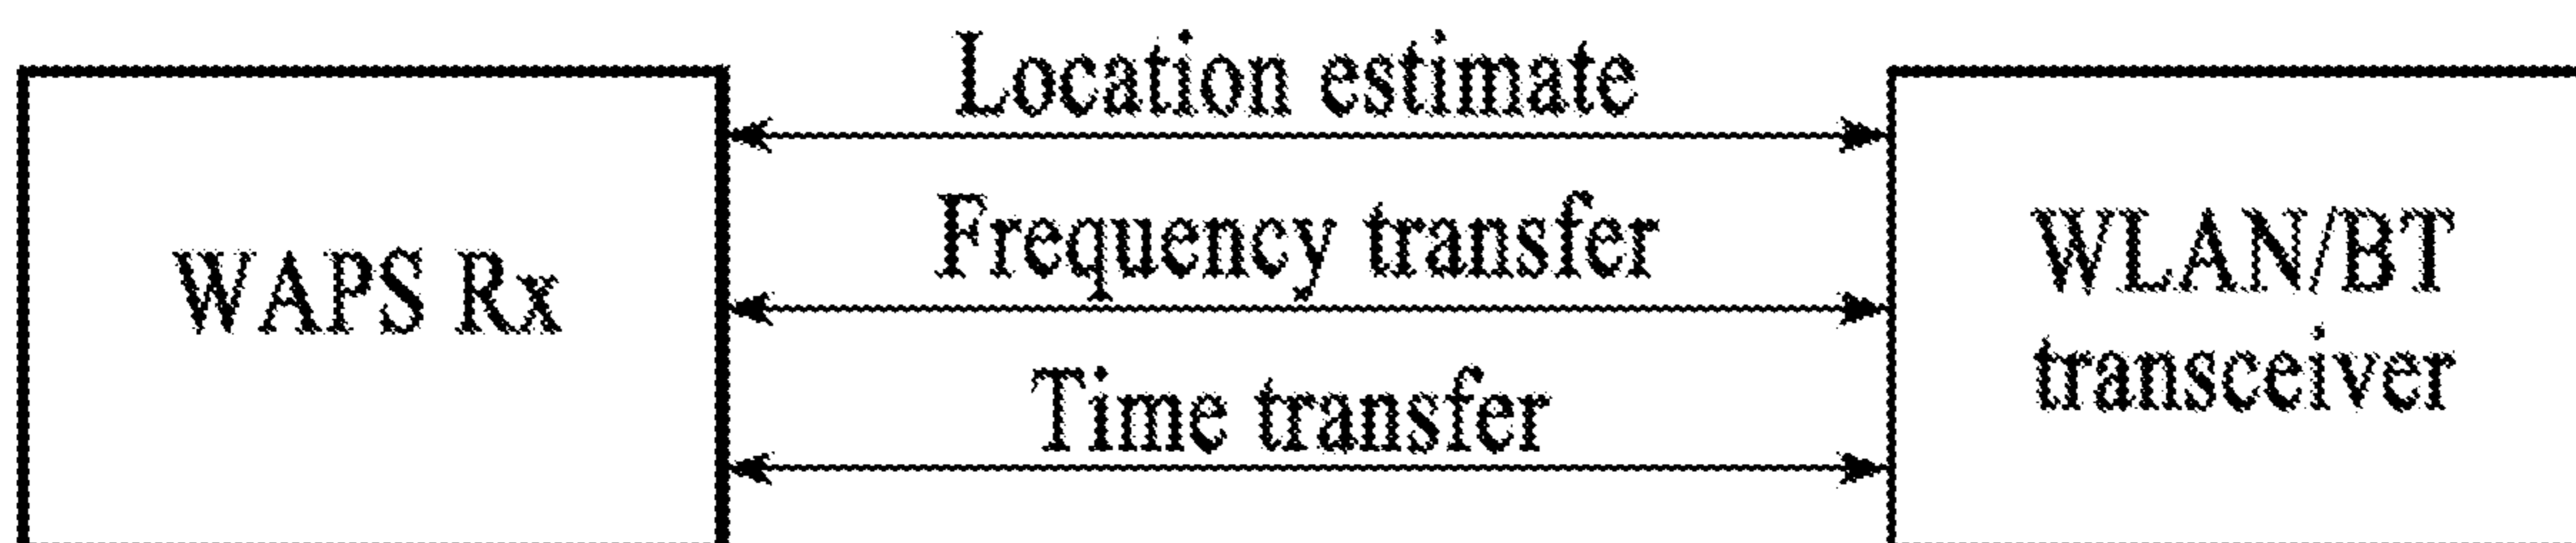 Location estimate
Frequency transfer
WAPS Rx
WLAN/BT
transceiver
Time transfer